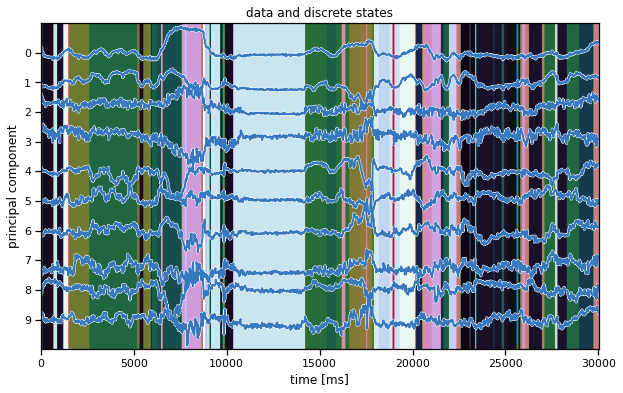 data and discrete states
principal component
0
1
2
3
4
5
6
7
8
9
0 5000 10000 15000 20000 25000 30000
time [ms]